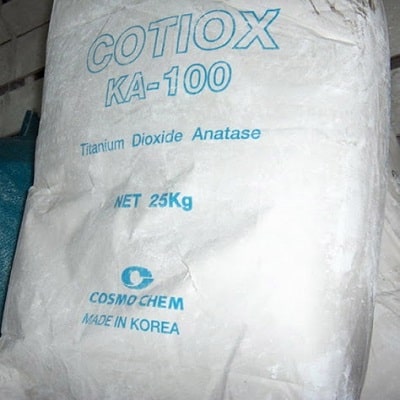 COTIOX
KA-100
Titanium Dioxide Anatase
NET 25Kg
COSMO CHEM
MADE IN KOREA